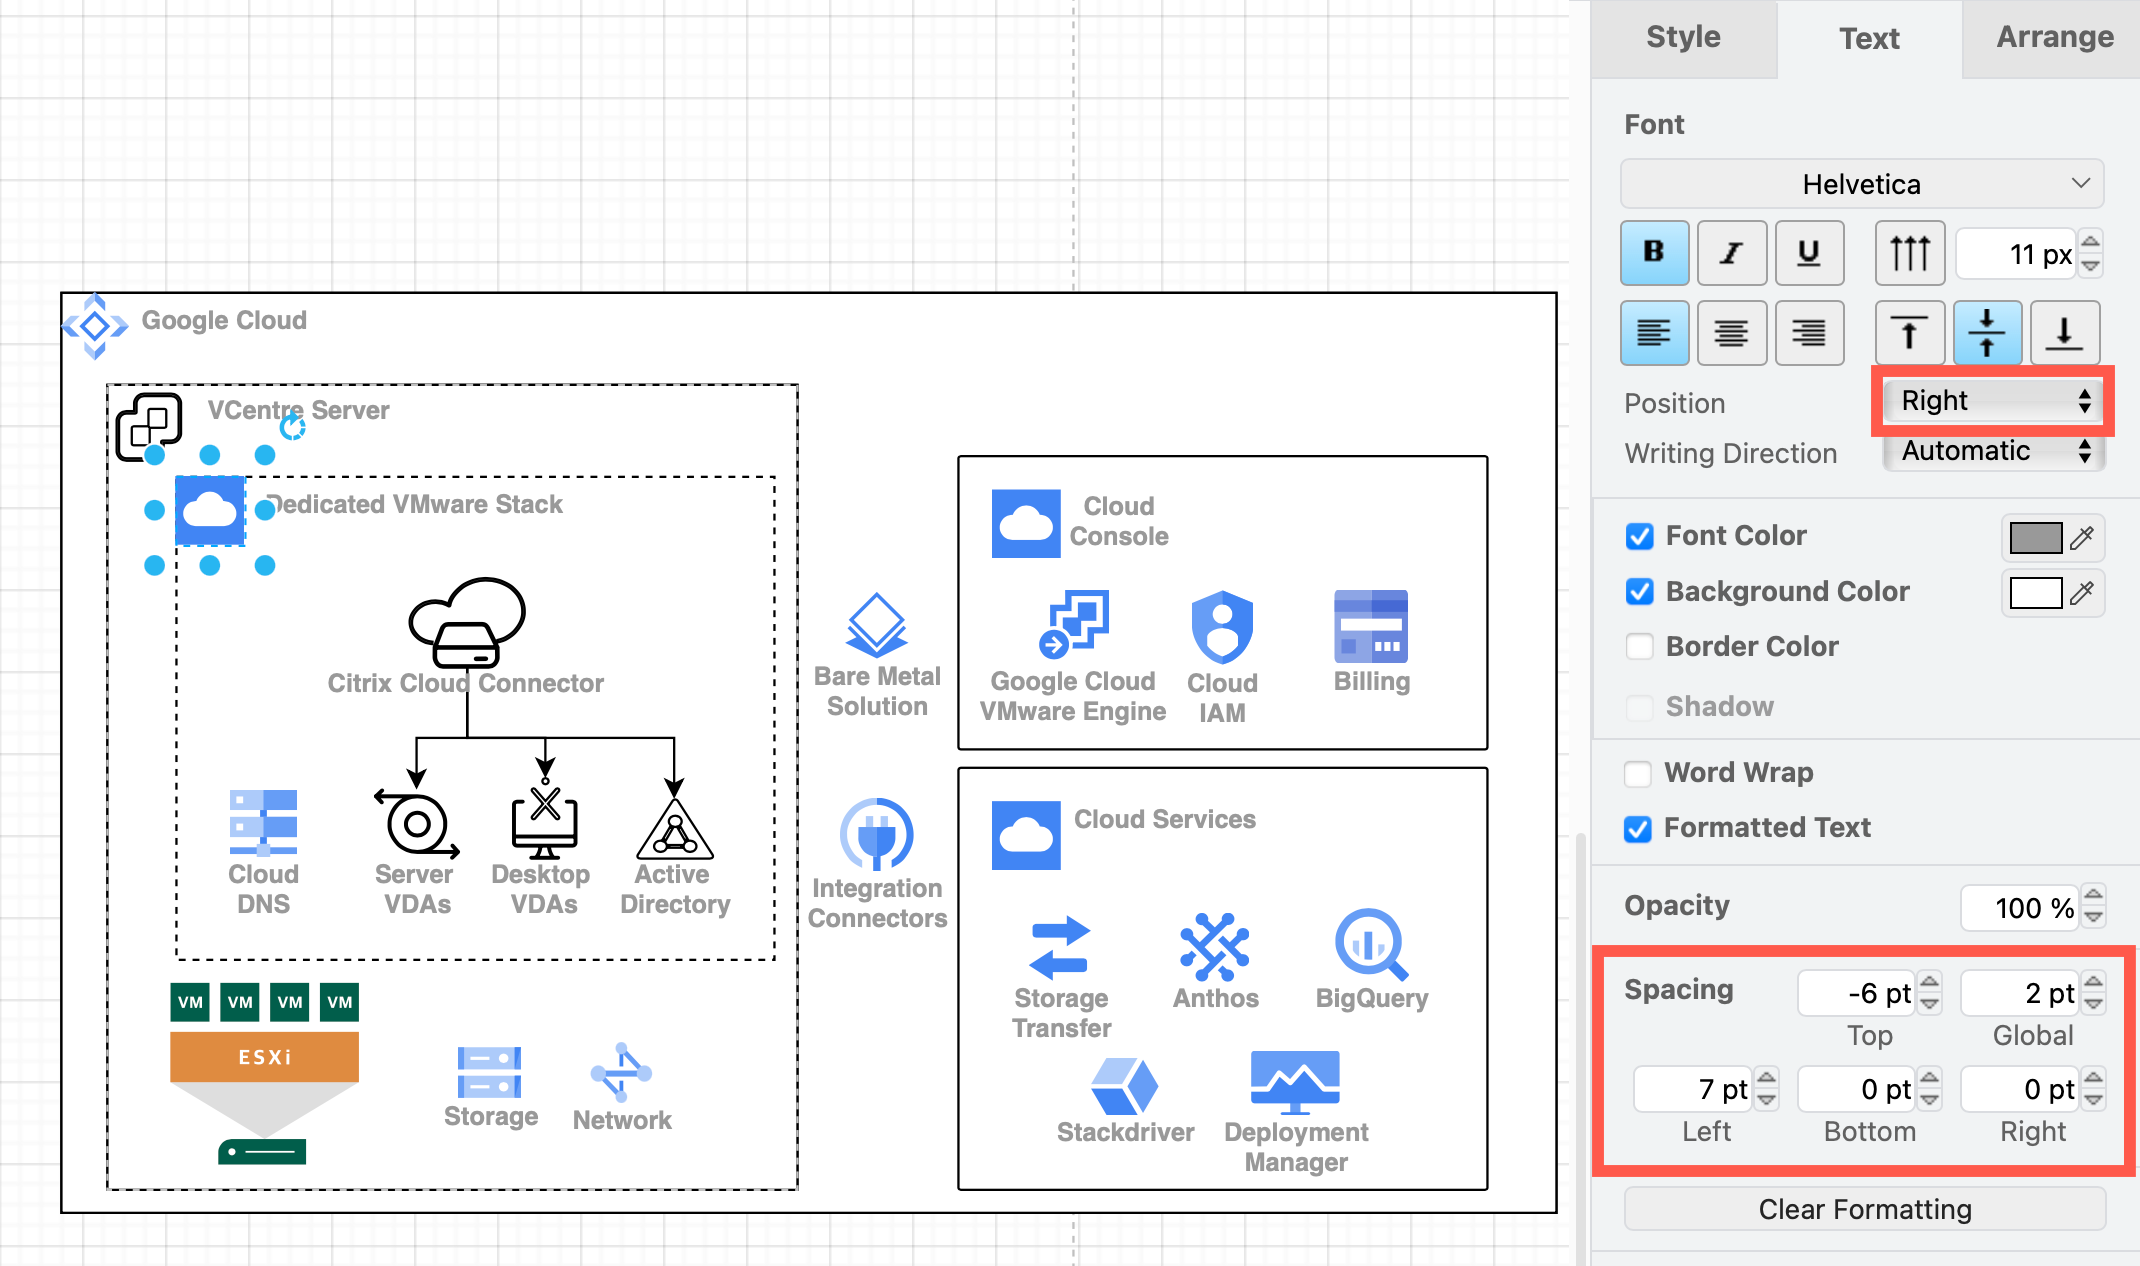 Google Cloud
VCentre Server
Dedicated VMware Stack
Citrix Cloud Connector
Cloud
DNS
Server
VDAs
Desktop
VDAs
Active
Directory
VM VM VM VM
ESXi
Storage
Network
Bare Metal
Solution
Integration
Connectors
Cloud
Console
Google Cloud
VMware Engine
Cloud
IAM
Billing
Cloud Services
Storage
Transfer
Anthos
BigQuery
Stackdriver
Deployment
Manager
Style Text Arrange
Font
Helvetica
B I U 11 px
Position Right
Writing Direction Automatic
Font Color
Background Color
Border Color
Shadow
Word Wrap
Formatted Text
Opacity 100 %
Spacing -6 pt 2 pt
Top Global
7 pt 0 pt 0 pt
Left Bottom Right
Clear Formatting